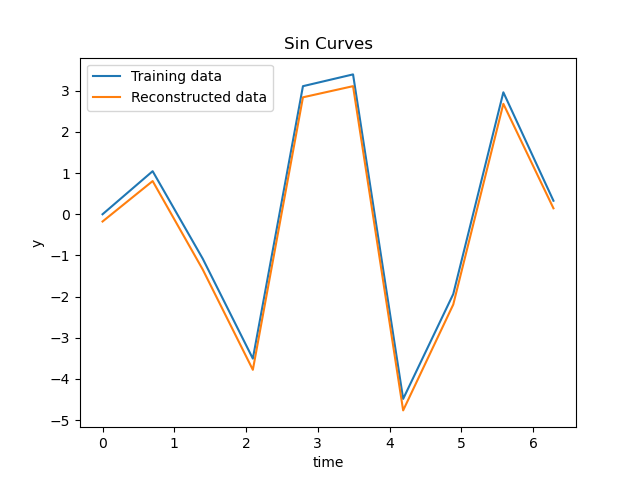 Sin Curves
Training data
Reconstructed data
3
2
1
0
−1
−2
−3
−4
−5
y
0 1 2 3 4 5 6
time